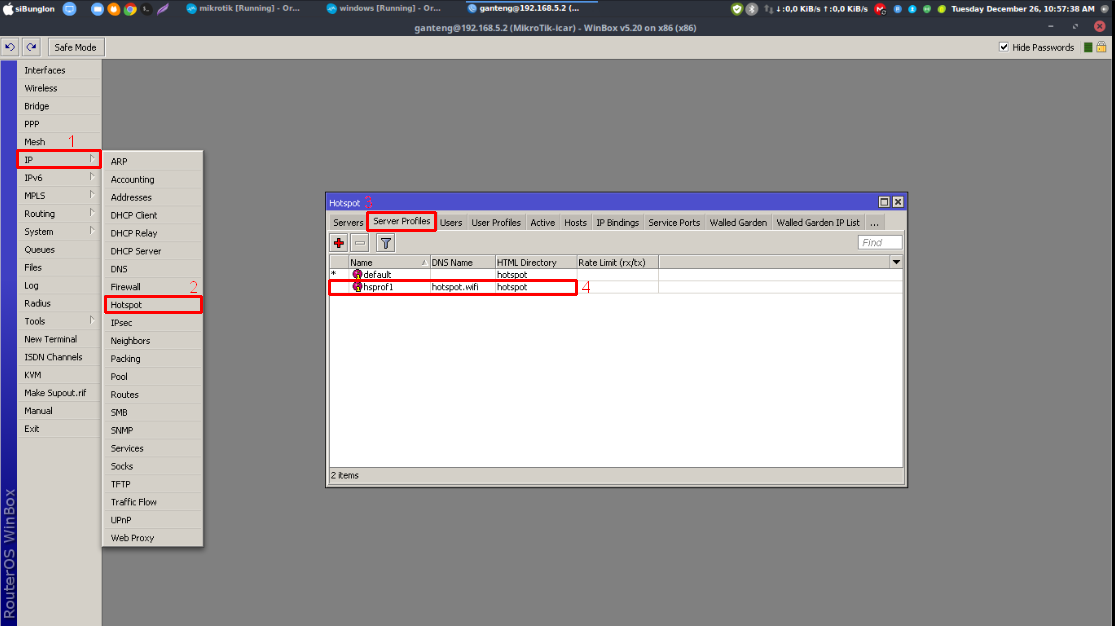 siBunglon
mikrotik [Running] - Or...
windows [Running] - Or...
ganteng@192.168.5.2 (...
↓:0,0 KiB/s ↑:0,0 KiB/s
Tuesday December 26, 10:57:38 AM
ganteng@192.168.5.2 (MikroTik-icar) - WinBox v5.20 on x86 (x86)
Safe Mode
Hide Passwords
Interfaces
Wireless
Bridge
PPP
Mesh
1
IP
IPv6
MPLS
Routing
System
Queues
Files
Log
Radius
Tools
New Terminal
ISDN Channels
KVM
Make Supout.rif
Manual
Exit
RouterOS WinBox
ARP
Accounting
Addresses
DHCP Client
DHCP Relay
DHCP Server
DNS
Firewall
2
Hotspot
IPsec
Neighbors
Packing
Pool
Routes
SMB
SNMP
Services
Socks
TFTP
Traffic Flow
UPnP
Web Proxy
Hotspot 3
Servers Server Profiles Users User Profiles Active Hosts IP Bindings Service Ports Walled Garden Walled Garden IP List ...
Find
Name DNS Name HTML Directory Rate Limit (rx/tx)
* default hotspot
hsprof1 hotspot.wifi hotspot 4
2 items